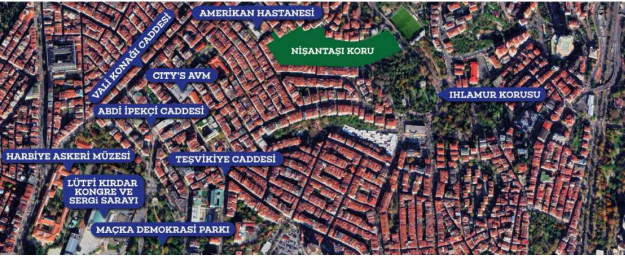 AMERİKAN HASTANESİ
VALİ KONAĞI CADDESİ
NİŞANTAŞI KORU
CITY'S AVM
IHLAMUR KORUSU
ABDİ İPEKÇİ CADDESİ
HARBİYE ASKERİ MÜZESİ
TEŞVİKİYE CADDESİ
LÜTFİ KIRDAR
KONGRE VE
SERGİ SARAYI
MAÇKA DEMOKRASİ PARKI